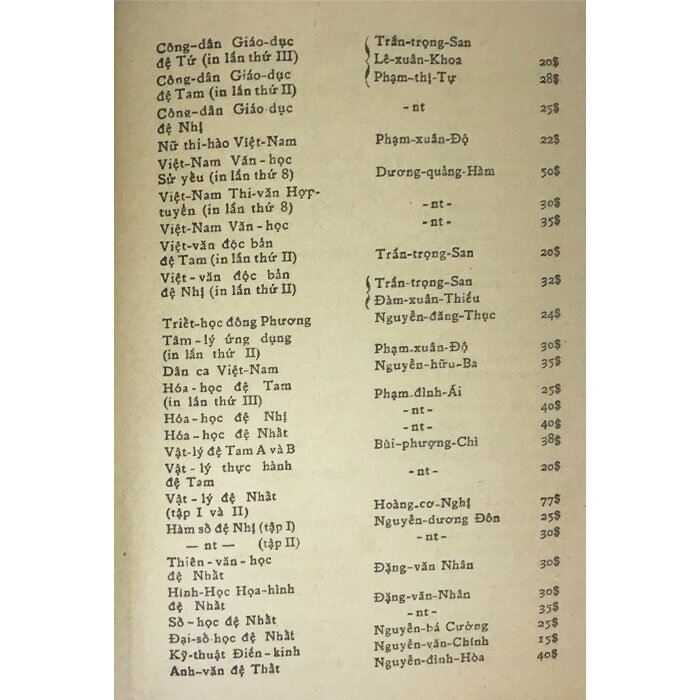 Công-dân Giáo-dục Trần-trọng-San
đệ Tứ (in lần thứ III) Lê-xuân-Khoa 20$
Công-dân Giáo-dục Phạm-thị-Tự 28$
đệ Tam (in lần thứ II)
Công-dân Giáo-dục -nt 25$
đệ Nhị
Nữ thi-hào Việt-Nam Phạm-xuân-Độ 22$
Việt-Nam Văn-học
Sử yếu (in lần thứ 8) Dương-quảng-Hàm 50$
Việt-Nam Thi-văn Hợp-
tuyển (in lần thứ 8) -nt- 30$
Việt-Nam Văn-học -nt- 35$
Việt-văn độc bản
đệ Tam (in lần thứ II) Trần-trọng-San 20$
Việt-văn độc bản Trần-trọng-San 32$
đệ Nhị (in lần thứ II) Đàm-xuân-Thiều
Triết-học đông Phương Nguyễn-đăng-Thục 24$
Tâm-lý ứng dụng
(in lần thứ II) Phạm-xuân-Độ 30$
Dân ca Việt-Nam Nguyễn-hữu-Ba 35$
Hóa-học đệ Tam
(in lần thứ III) Phạm-đình-Ái 25$
Hóa-học đệ Nhị -nt- 40$
Hóa-học đệ Nhất -nt- 40$
Vật-lý đệ Tam A và B Bùi-phượng-Chì 38$
Vật-lý thực hành
đệ Tam -nt- 20$
Vật-lý đệ Nhất
(tập I và II) Hoàng-cơ-Nghị 77$
Hàm số đệ Nhị (tập I) Nguyễn-dương Đôn 25$
— nt — (tập II) -nt- 30$
Thiên-văn-học
đệ Nhất Đặng-văn Nhân 30$
Hình-Học Họa-hình
đệ Nhất Đặng-văn-Nhân 30$
Số-học đệ Nhất -nt- 35$
Đại-số học đệ Nhất Nguyễn-bá Cường 25$
Kỹ-thuật Điền-kinh Nguyễn-văn-Chính 15$
Anh-văn đệ Thất Nguyễn-đình-Hòa 40$